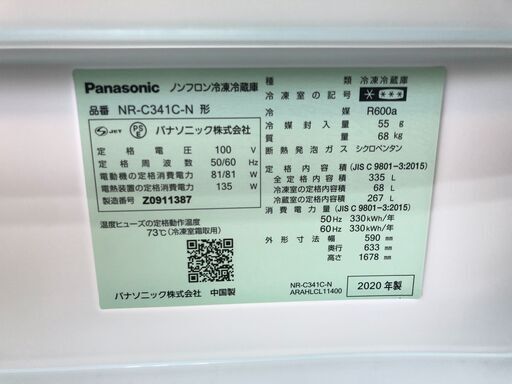 Panasonic ノンフロン冷凍冷蔵庫
品番 NR-C341C-N 形
JET PSE パナソニック株式会社
定格電圧 100 V
定格周波数 50/60 Hz
電動機の定格消費電力 81/81 W
電熱装置の定格消費電力 135 W
製造番号 Z0911387
温度ヒューズの定格動作温度
73℃(冷凍室霜取用)
パナソニック株式会社 中国製
種類 冷凍冷蔵庫
冷凍室の記号
冷媒 R600a
冷媒封入量 55 g
質量 68 kg
断熱発泡ガス シクロペンタン
定格内容積 (JIS C 9801-3:2015)
全定格内容積 335 L
冷凍室の定格内容積 68 L
冷蔵室の定格内容積 267 L
消費電力量 (JIS C 9801-3:2015)
50Hz 330kWh/年
60Hz 330kWh/年
外形寸法 幅 590 mm
奥行 633 mm
高さ 1678 mm
NR-C341C-N
ARAHLCL11400
2020年製